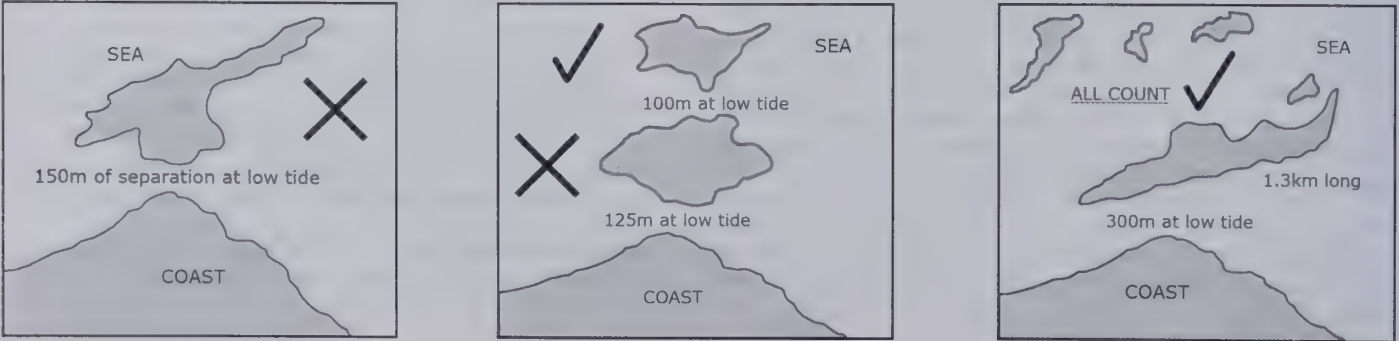 SEA
150m of separation at low tide
COAST
SEA
100m at low tide
125m at low tide
COAST
SEA
ALL COUNT
1.3km long
300m at low tide
COAST